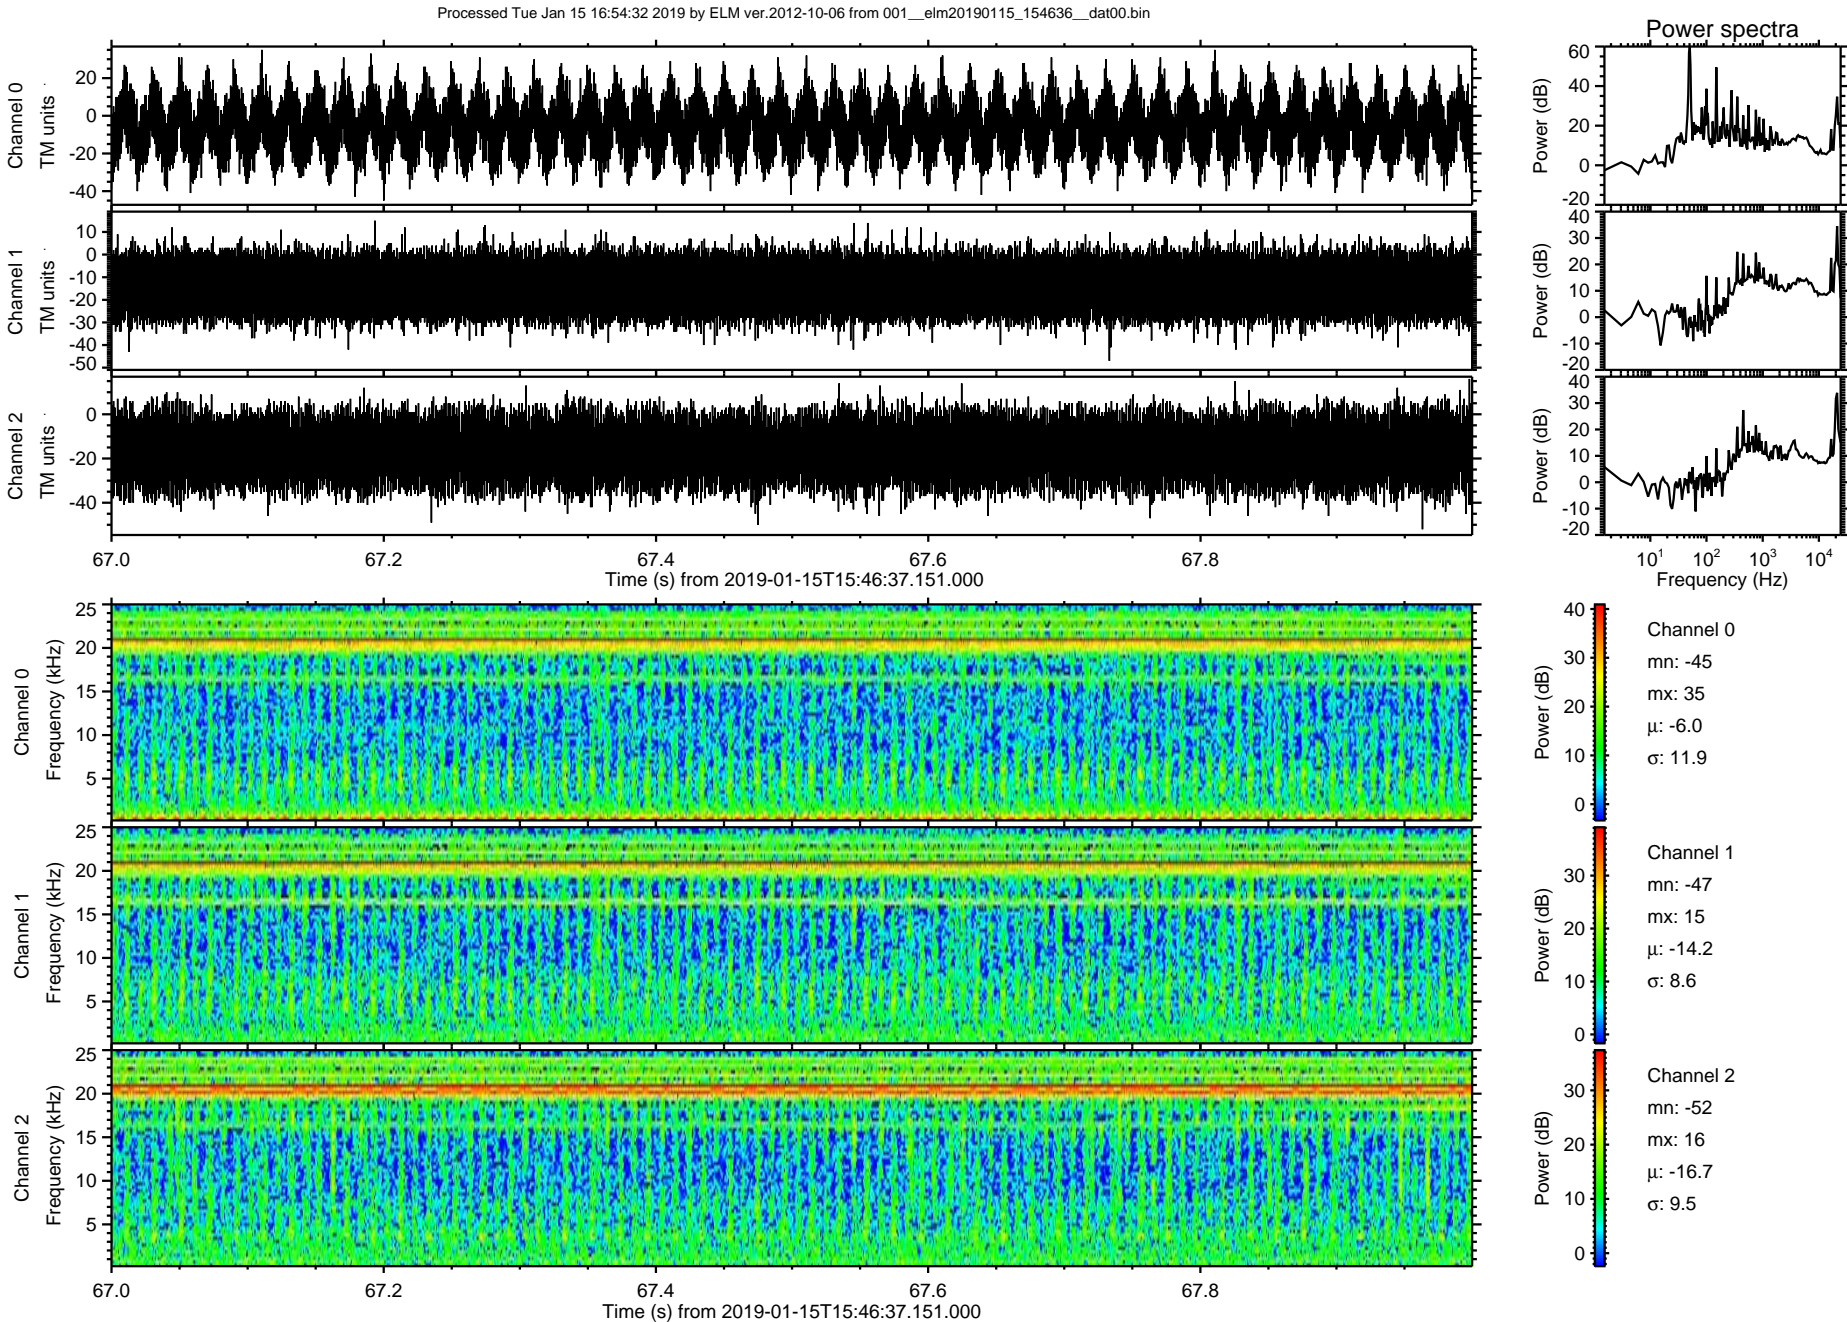 Processed Tue Jan 15 16:54:32 2019 by ELM ver.2012-10-06 from 001__elm20190115_154636__dat00.bin
Power spectra
Channel 0
TM units
20
0
-20
-40
Power (dB)
60
40
20
0
-20
Channel 1
TM units
10
0
-10
-20
-30
-40
-50
Power (dB)
40
30
20
10
0
-10
-20
Channel 2
TM units
0
-20
-40
Power (dB)
40
30
20
10
0
-10
-20
67.0 67.2 67.4 67.6 67.8
Time (s) from 2019-01-15T15:46:37.151.000
10¹ 10² 10³ 10⁴
Frequency (Hz)
Channel 0
Frequency (kHz)
25
20
15
10
5
Power (dB)
40
30
20
10
0
Channel 0
mn: -45
mx: 35
μ: -6.0
σ: 11.9
Channel 1
Frequency (kHz)
25
20
15
10
5
Power (dB)
30
20
10
0
Channel 1
mn: -47
mx: 15
μ: -14.2
σ: 8.6
Channel 2
Frequency (kHz)
25
20
15
10
5
Power (dB)
30
20
10
0
Channel 2
mn: -52
mx: 16
μ: -16.7
σ: 9.5
67.0 67.2 67.4 67.6 67.8
Time (s) from 2019-01-15T15:46:37.151.000